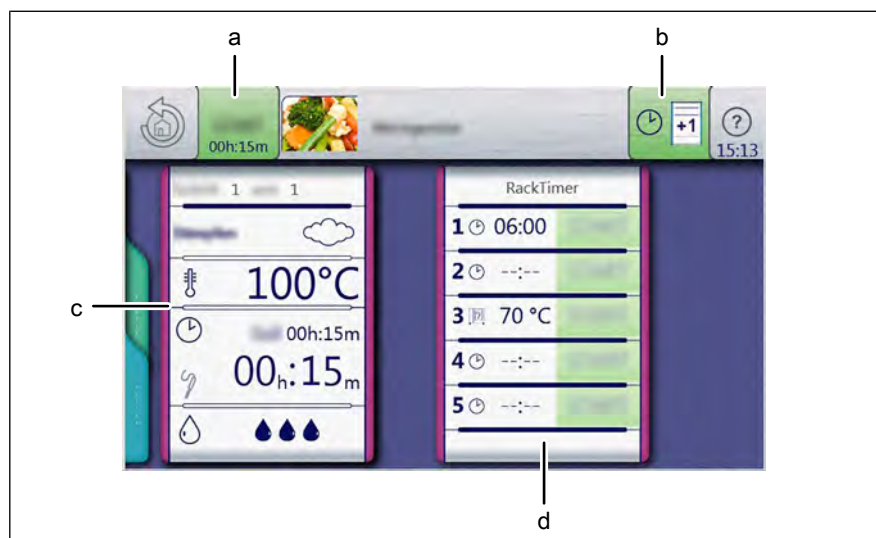 a
b
00h:15m
+1
?
15:13
1 1
100°C
00h:15m
00h:15m
RackTimer
1 06:00
2 --:--
3 70 °C
4 --:--
5 --:--
c
d